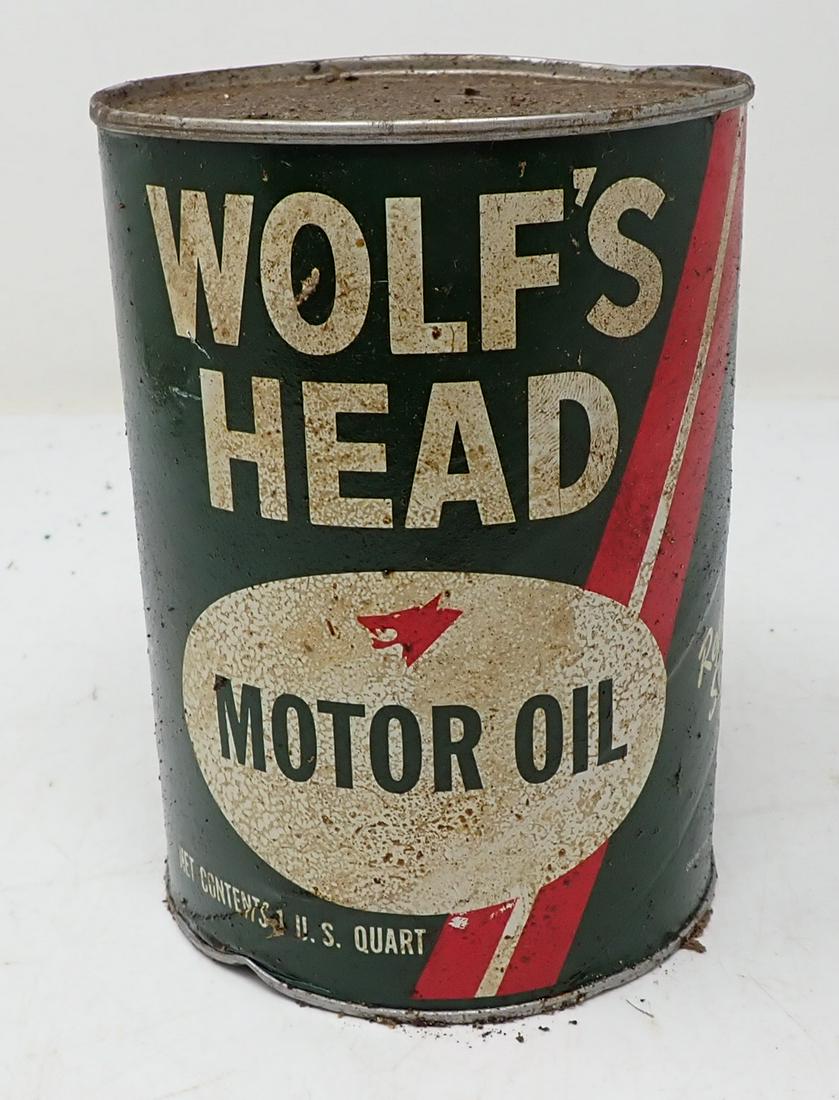 WOLF'S
HEAD
MOTOR OIL
NET CONTENTS 1 U.S. QUART